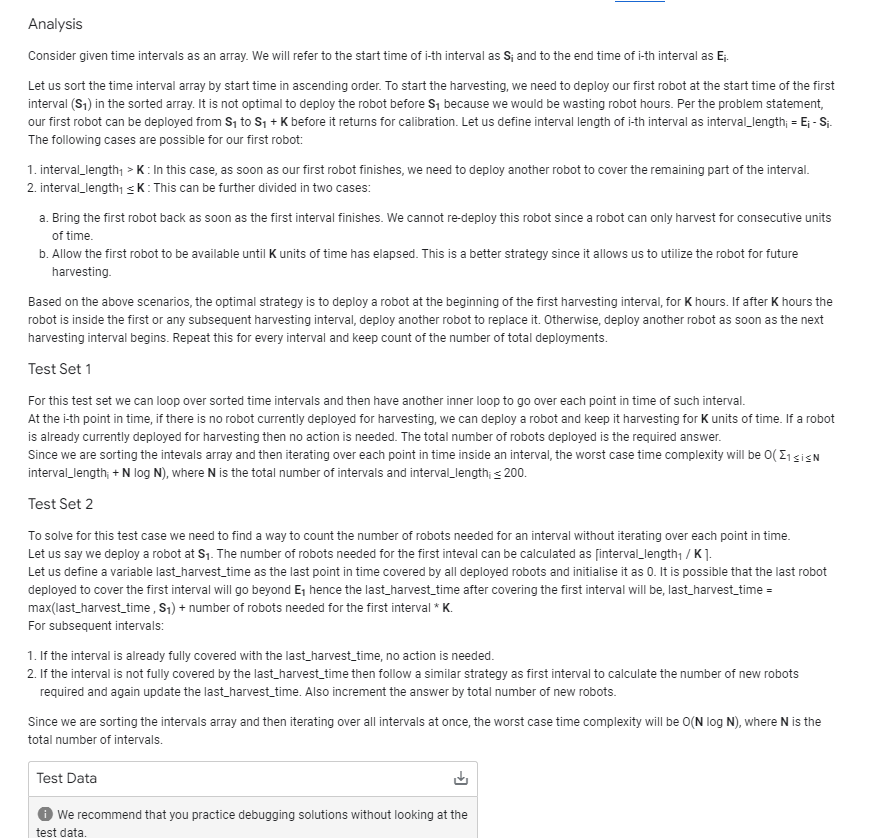 Analysis
Consider given time intervals as an array. We will refer to the start time of i-th interval as Sᵢ and to the end time of i-th interval as Eᵢ.
Let us sort the time interval array by start time in ascending order. To start the harvesting, we need to deploy our first robot at the start time of the first
interval (S₁) in the sorted array. It is not optimal to deploy the robot before S₁ because we would be wasting robot hours. Per the problem statement,
our first robot can be deployed from S₁ to S₁ + K before it returns for calibration. Let us define interval length of i-th interval as interval_lengthᵢ = Eᵢ - Sᵢ.
The following cases are possible for our first robot:
1. interval_length₁ > K : In this case, as soon as our first robot finishes, we need to deploy another robot to cover the remaining part of the interval.
2. interval_length₁ ≤ K : This can be further divided in two cases:
a. Bring the first robot back as soon as the first interval finishes. We cannot re-deploy this robot since a robot can only harvest for consecutive units
of time.
b. Allow the first robot to be available until K units of time has elapsed. This is a better strategy since it allows us to utilize the robot for future
harvesting.
Based on the above scenarios, the optimal strategy is to deploy a robot at the beginning of the first harvesting interval, for K hours. If after K hours the
robot is inside the first or any subsequent harvesting interval, deploy another robot to replace it. Otherwise, deploy another robot as soon as the next
harvesting interval begins. Repeat this for every interval and keep count of the number of total deployments.
Test Set 1
For this test set we can loop over sorted time intervals and then have another inner loop to go over each point in time of such interval.
At the i-th point in time, if there is no robot currently deployed for harvesting, we can deploy a robot and keep it harvesting for K units of time. If a robot
is already currently deployed for harvesting then no action is needed. The total number of robots deployed is the required answer.
Since we are sorting the intevals array and then iterating over each point in time inside an interval, the worst case time complexity will be O( Σ₁ ≤ i ≤ N
interval_lengthᵢ + N log N), where N is the total number of intervals and interval_lengthᵢ ≤ 200.
Test Set 2
To solve for this test case we need to find a way to count the number of robots needed for an interval without iterating over each point in time.
Let us say we deploy a robot at S₁. The number of robots needed for the first inteval can be calculated as ⌈interval_length₁ / K ⌉.
Let us define a variable last_harvest_time as the last point in time covered by all deployed robots and initialise it as 0. It is possible that the last robot
deployed to cover the first interval will go beyond E₁ hence the last_harvest_time after covering the first interval will be, last_harvest_time =
max(last_harvest_time , S₁) + number of robots needed for the first interval * K.
For subsequent intervals:
1. If the interval is already fully covered with the last_harvest_time, no action is needed.
2. If the interval is not fully covered by the last_harvest_time then follow a similar strategy as first interval to calculate the number of new robots
required and again update the last_harvest_time. Also increment the answer by total number of new robots.
Since we are sorting the intervals array and then iterating over all intervals at once, the worst case time complexity will be O(N log N), where N is the
total number of intervals.
Test Data
We recommend that you practice debugging solutions without looking at the
test data.